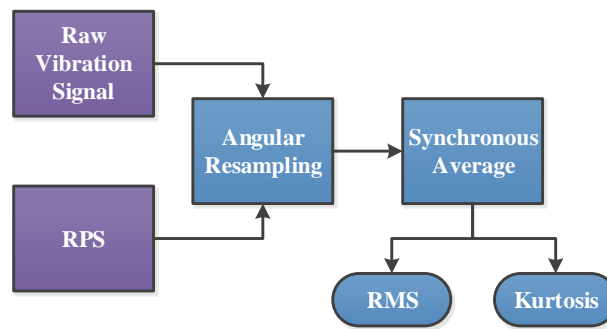 Raw
Vibration
Signal
Angular
Resampling
Synchronous
Average
RPS
RMS
Kurtosis